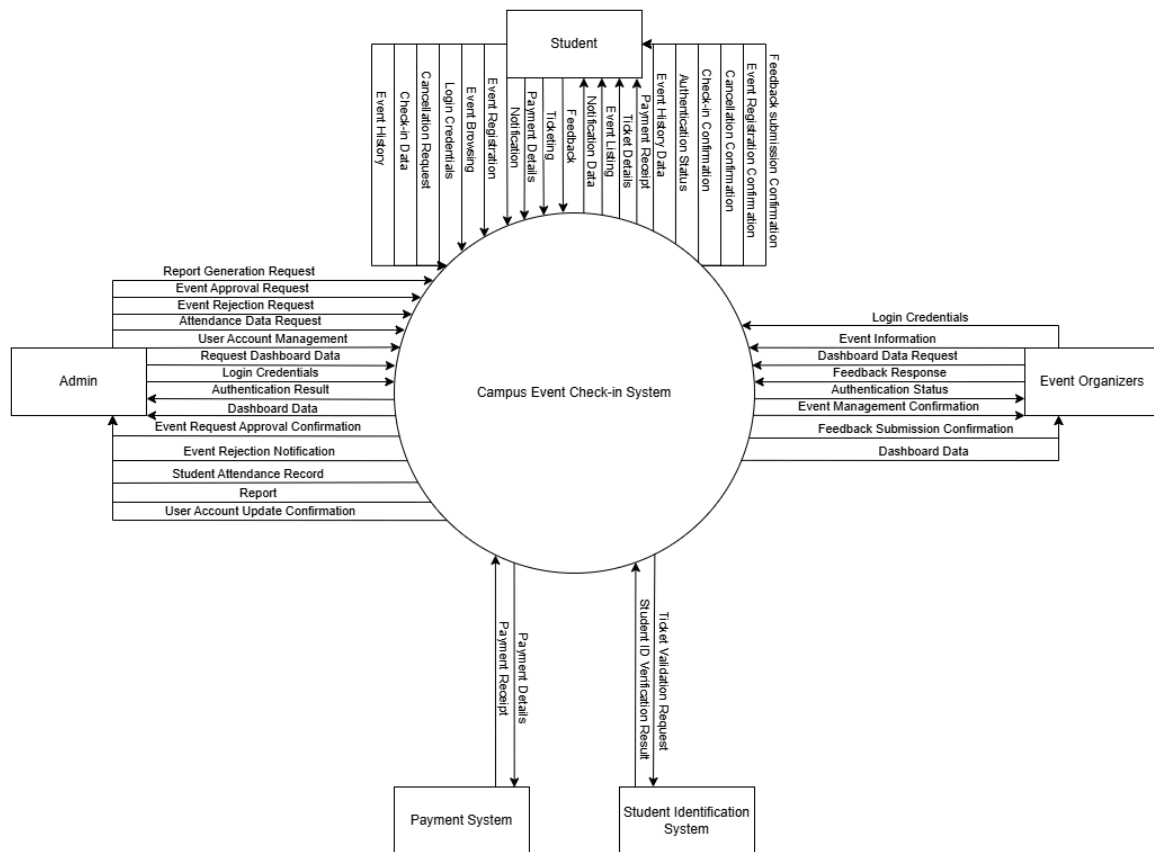 Student
Event History
Check-in Data
Cancellation Request
Login Credentials
Event Browsing
Event Registration
Notification
Payment Details
Ticketing
Feedback
Notification Data
Event Listing
Ticket Details
Payment Receipt
Event History Data
Authentication Status
Check-in Confirmation
Cancellation Confirmation
Event Registration Confirmation
Feedback submission Confirmation
Report Generation Request
Event Approval Request
Event Rejection Request
Attendance Data Request
User Account Management
Request Dashboard Data
Login Credentials
Authentication Result
Dashboard Data
Event Request Approval Confirmation
Event Rejection Notification
Student Attendance Record
Report
User Account Update Confirmation
Admin
Campus Event Check-in System
Login Credentials
Event Information
Dashboard Data Request
Feedback Response
Authentication Status
Event Management Confirmation
Feedback Submission Confirmation
Dashboard Data
Event Organizers
Payment Receipt
Payment Details
Student ID Verification Result
Ticket Validation Request
Payment System
Student Identification
System